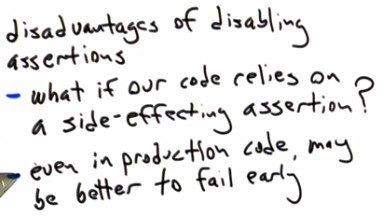 disadvantages of disabling
assertions
- what if our code relies on
a side-effecting assertion?
- even in production code, may
be better to fail early